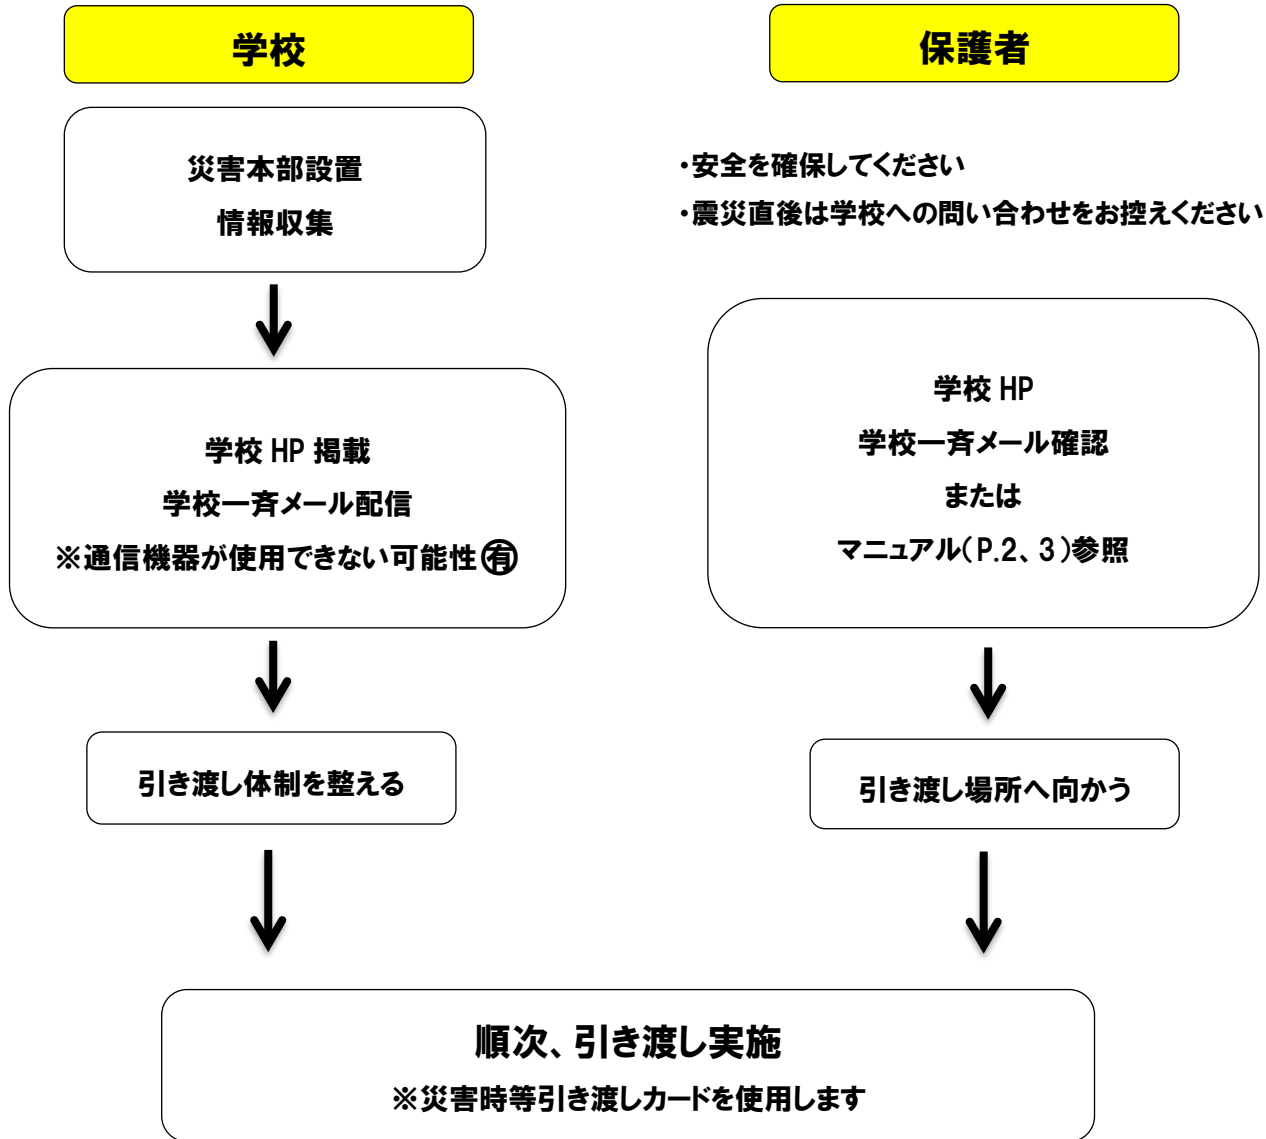 学校
災害本部設置
情報収集
学校 HP 掲載
学校一斉メール配信
※通信機器が使用できない可能性㊒
引き渡し体制を整える
保護者
・安全を確保してください
・震災直後は学校への問い合わせをお控えください
学校 HP
学校一斉メール確認
または
マニュアル（P.2、3）参照
引き渡し場所へ向かう
順次、引き渡し実施
※災害時等引き渡しカードを使用します